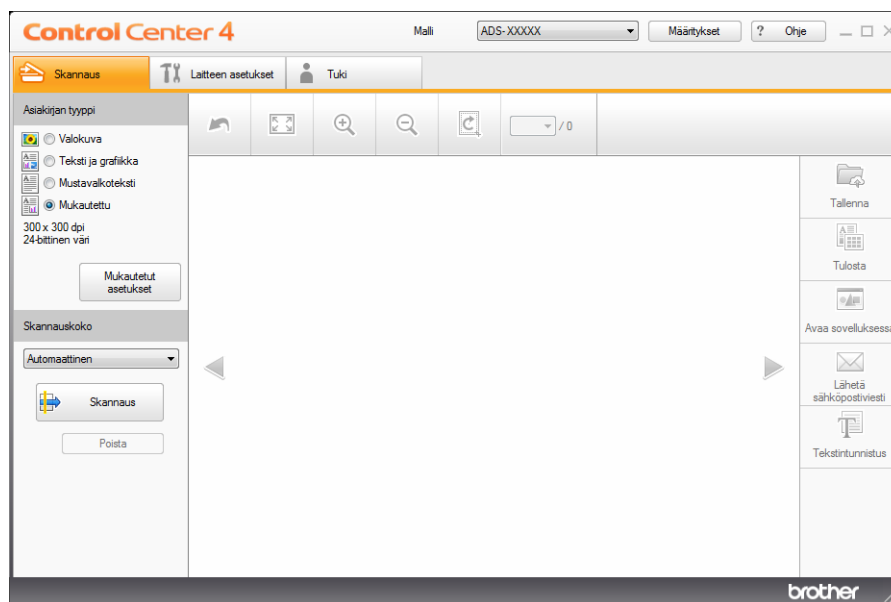 Control Center 4
Malli
ADS-XXXXX
Määritykset
? Ohje
Skannaus
Laitteen asetukset
Tuki
Asiakirjan tyyppi
Valokuva
Teksti ja grafiikka
Mustavalkoteksti
Mukautettu
300 x 300 dpi
24-bittinen väri
Mukautetut
asetukset
Skannauskoko
Automaattinen
Skannaus
Poista
/ 0
Tallenna
Tulosta
Avaa sovelluksessa
Lähetä
sähköpostiviesti
Tekstintunnistus
brother